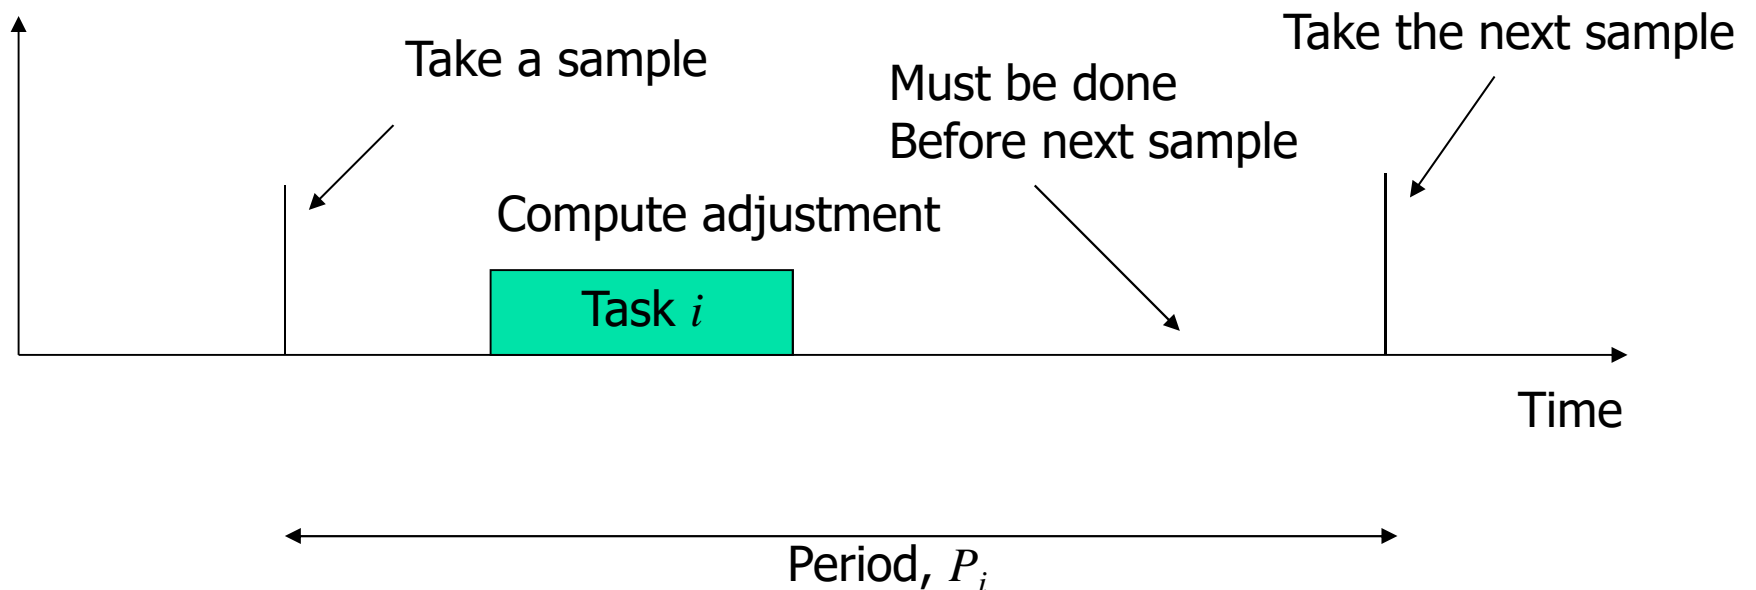 Take the next sample
Take a sample
Must be done
Before next sample
Compute adjustment
Task i
Time
Period, Pi